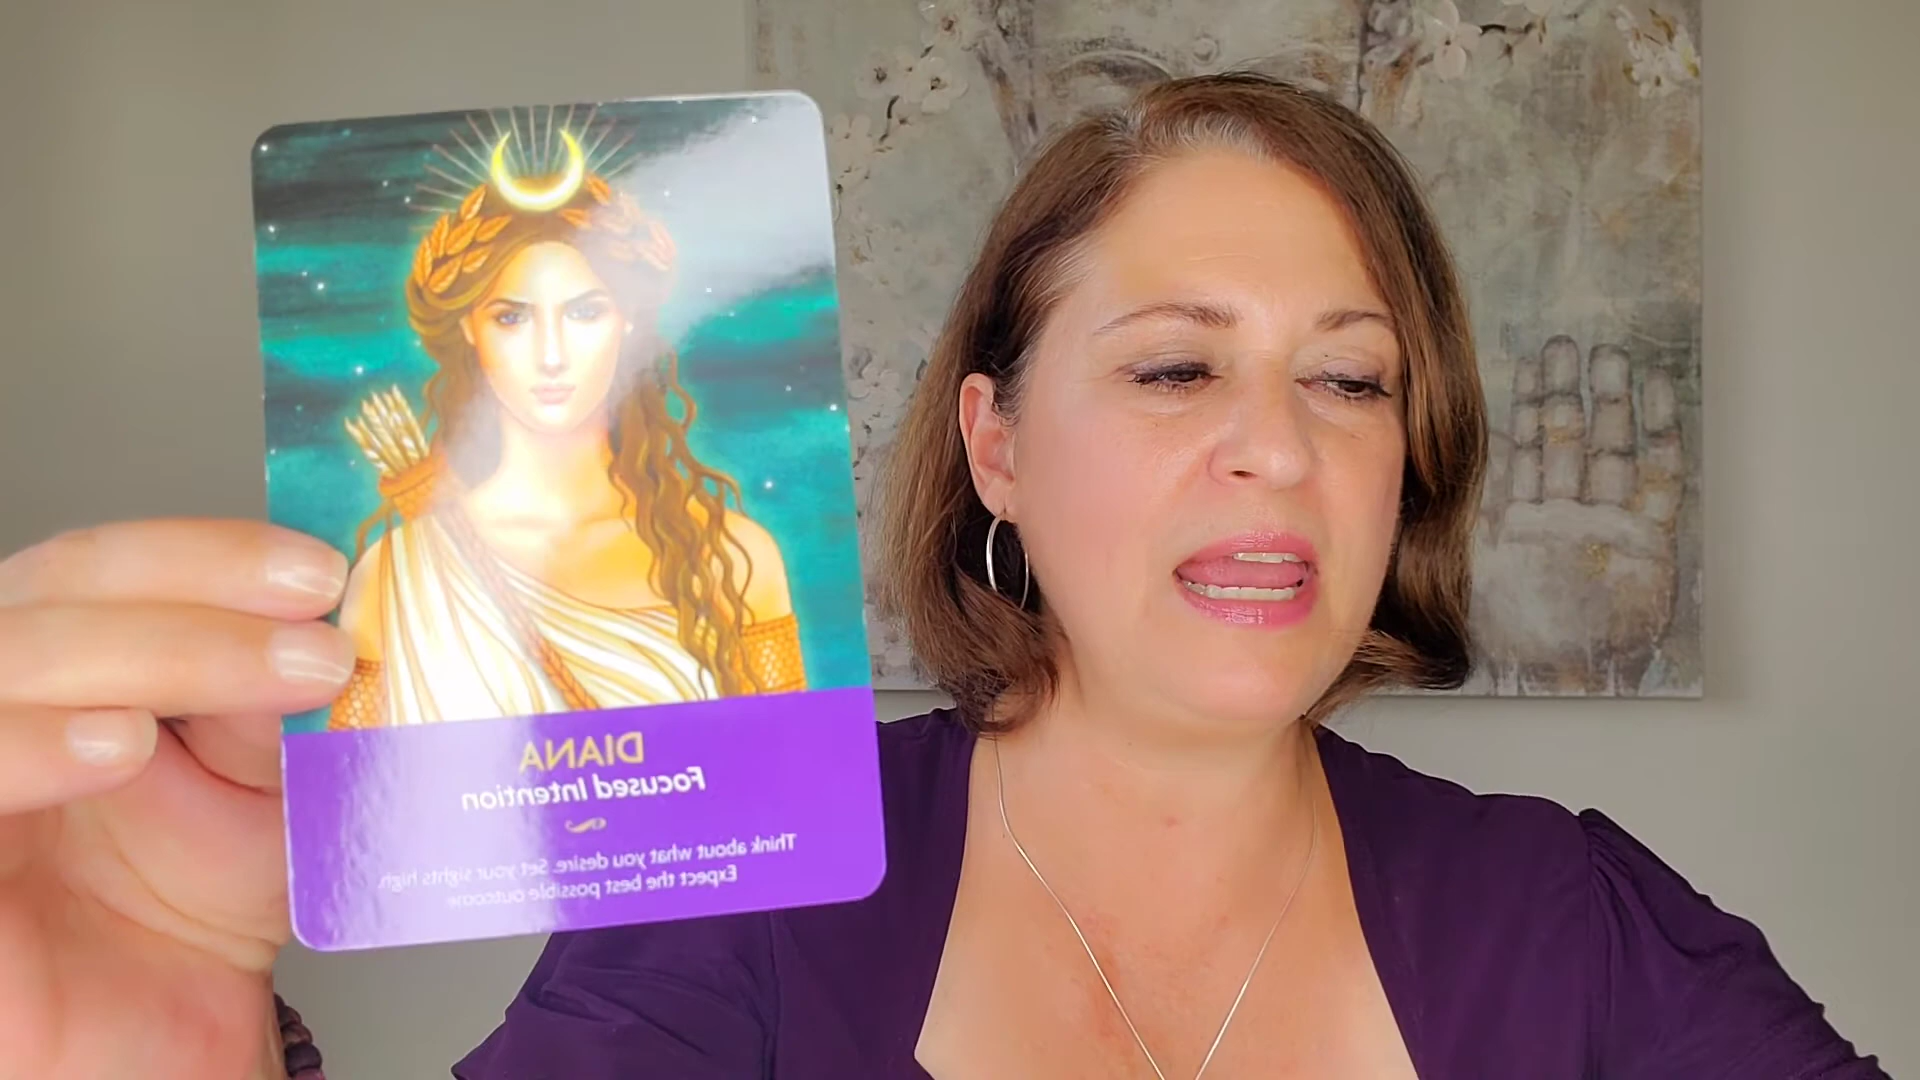 DIANA
Focused Intention
Think about what you desire. Set your sights high.
Expect the best possible outcome.